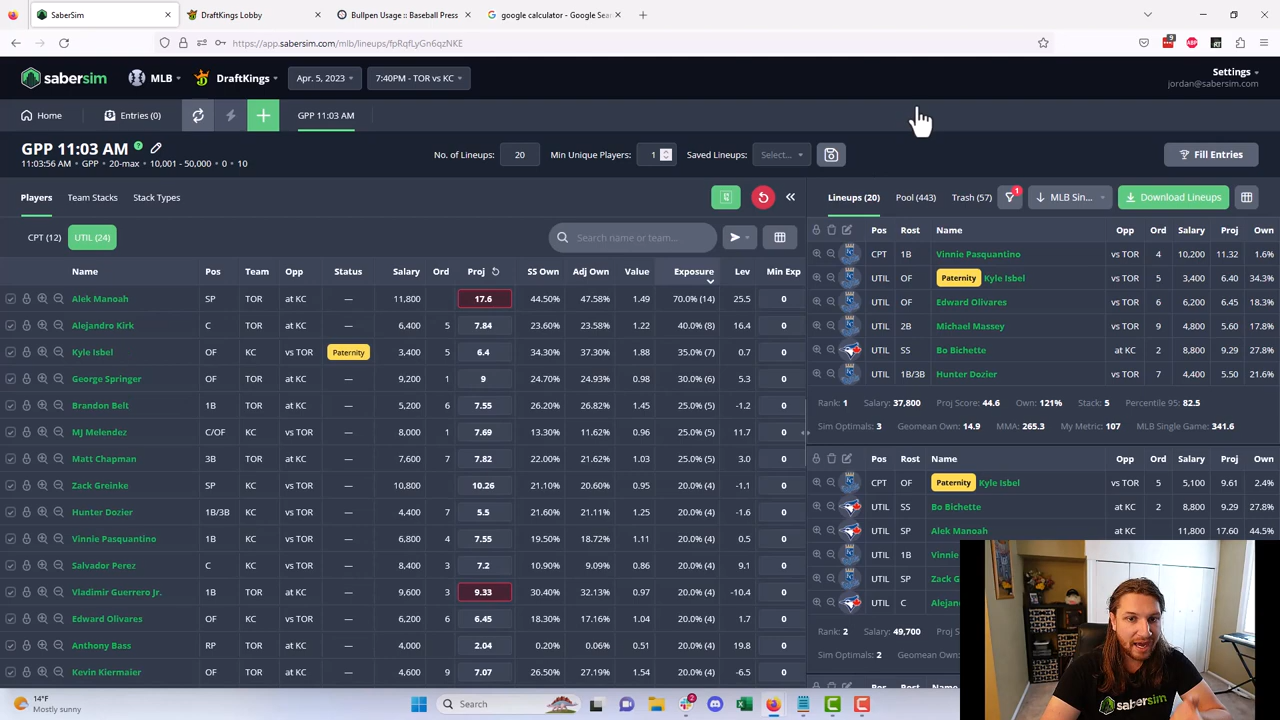 SaberSim
DraftKings Lobby
Bullpen Usage :: Baseball Press
google calculator - Google Sea
https://app.sabersim.com/mlb/lineups/fpRqfLyGn6qzNKE
sabersim
MLB
DraftKings
Apr. 5, 2023
7:40PM - TOR vs KC
Settings
jordan@sabersim.com
Home
Entries (0)
GPP 11:03 AM
GPP 11:03 AM
11:03:56 AM • GPP • 20-max • 10,001 - 50,000 • 0 • 10
No. of Lineups: 20
Min Unique Players: 1
Saved Lineups: Select...
Fill Entries
Players Team Stacks Stack Types
CPT (12) UTIL (24)
Search name or team...
Name Pos Team Opp Status Salary Ord Proj SS Own Adj Own Value Exposure Lev Min Exp
Alek Manoah SP TOR at KC — 11,800 17.6 44.50% 47.58% 1.49 70.0% (14) 25.5 0
Alejandro Kirk C TOR at KC — 6,400 5 7.84 23.60% 23.58% 1.22 40.0% (8) 16.4 0
Kyle Isbel OF KC vs TOR Paternity 3,400 5 6.4 34.30% 37.30% 1.88 35.0% (7) 0.7 0
George Springer OF TOR at KC — 9,200 1 9 24.70% 24.93% 0.98 30.0% (6) 5.3 0
Brandon Belt 1B TOR at KC — 5,200 6 7.55 26.20% 26.82% 1.45 25.0% (5) -1.2 0
MJ Melendez C/OF KC vs TOR — 8,000 1 7.69 13.30% 11.62% 0.96 25.0% (5) 11.7 0
Matt Chapman 3B TOR at KC — 7,600 7 7.82 22.00% 21.62% 1.03 25.0% (5) 3.0 0
Zack Greinke SP KC vs TOR — 10,800 10.26 21.10% 20.60% 0.95 20.0% (4) -1.1 0
Hunter Dozier 1B/3B KC vs TOR — 4,400 7 5.5 21.60% 21.11% 1.25 20.0% (4) -1.6 0
Vinnie Pasquantino 1B KC vs TOR — 6,800 4 7.55 19.50% 18.72% 1.11 20.0% (4) 0.5 0
Salvador Perez C KC vs TOR — 8,400 3 7.2 10.90% 9.09% 0.86 20.0% (4) 9.1 0
Vladimir Guerrero Jr. 1B TOR at KC — 9,600 3 9.33 30.40% 32.13% 0.97 20.0% (4) -10.4 0
Edward Olivares OF KC vs TOR — 6,200 6 6.45 18.30% 17.16% 1.04 20.0% (4) 1.7 0
Anthony Bass RP TOR at KC — 4,000 2.04 0.20% 0.06% 0.51 20.0% (4) 19.8 0
Kevin Kiermaier OF TOR at KC — 4,600 9 7.07 26.50% 27.19% 1.54 20.0% (4) -6.5 0
Lineups (20) Pool (443) Trash (57) 1 MLB Sin... Download Lineups
Pos Rost Name Opp Ord Salary Proj Own
CPT 1B Vinnie Pasquantino vs TOR 4 10,200 11.32 1.6%
UTIL OF Paternity Kyle Isbel vs TOR 5 3,400 6.40 34.3%
UTIL OF Edward Olivares vs TOR 6 6,200 6.45 18.3%
UTIL 2B Michael Massey vs TOR 9 4,800 5.60 17.8%
UTIL SS Bo Bichette at KC 2 8,800 9.29 27.8%
UTIL 1B/3B Hunter Dozier vs TOR 7 4,400 5.50 21.6%
Rank: 1 Salary: 37,800 Proj Score: 44.6 Own: 121% Stack: 5 Percentile 95: 82.5
Sim Optimals: 3 Geomean Own: 14.9 MMA: 265.3 My Metric: 107 MLB Single Game: 341.6
Pos Rost Name Opp Ord Salary Proj Own
CPT OF Paternity Kyle Isbel vs TOR 5 5,100 9.61 2.4%
UTIL SS Bo Bichette at KC 2 8,800 9.29 27.8%
UTIL SP Alek Manoah at KC 11,800 17.60 44.5%
UTIL 1B Vinnie
UTIL SP Zack G
UTIL C Alejan
Rank: 2 Salary: 49,700 Proj S
Sim Optimals: 2 Geomean
sabersim
14°F
Mostly sunny
Search
2